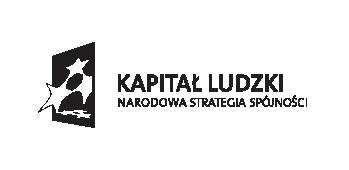 KAPITAŁ LUDZKI
NARODOWA STRATEGIA SPÓJNOŚCI